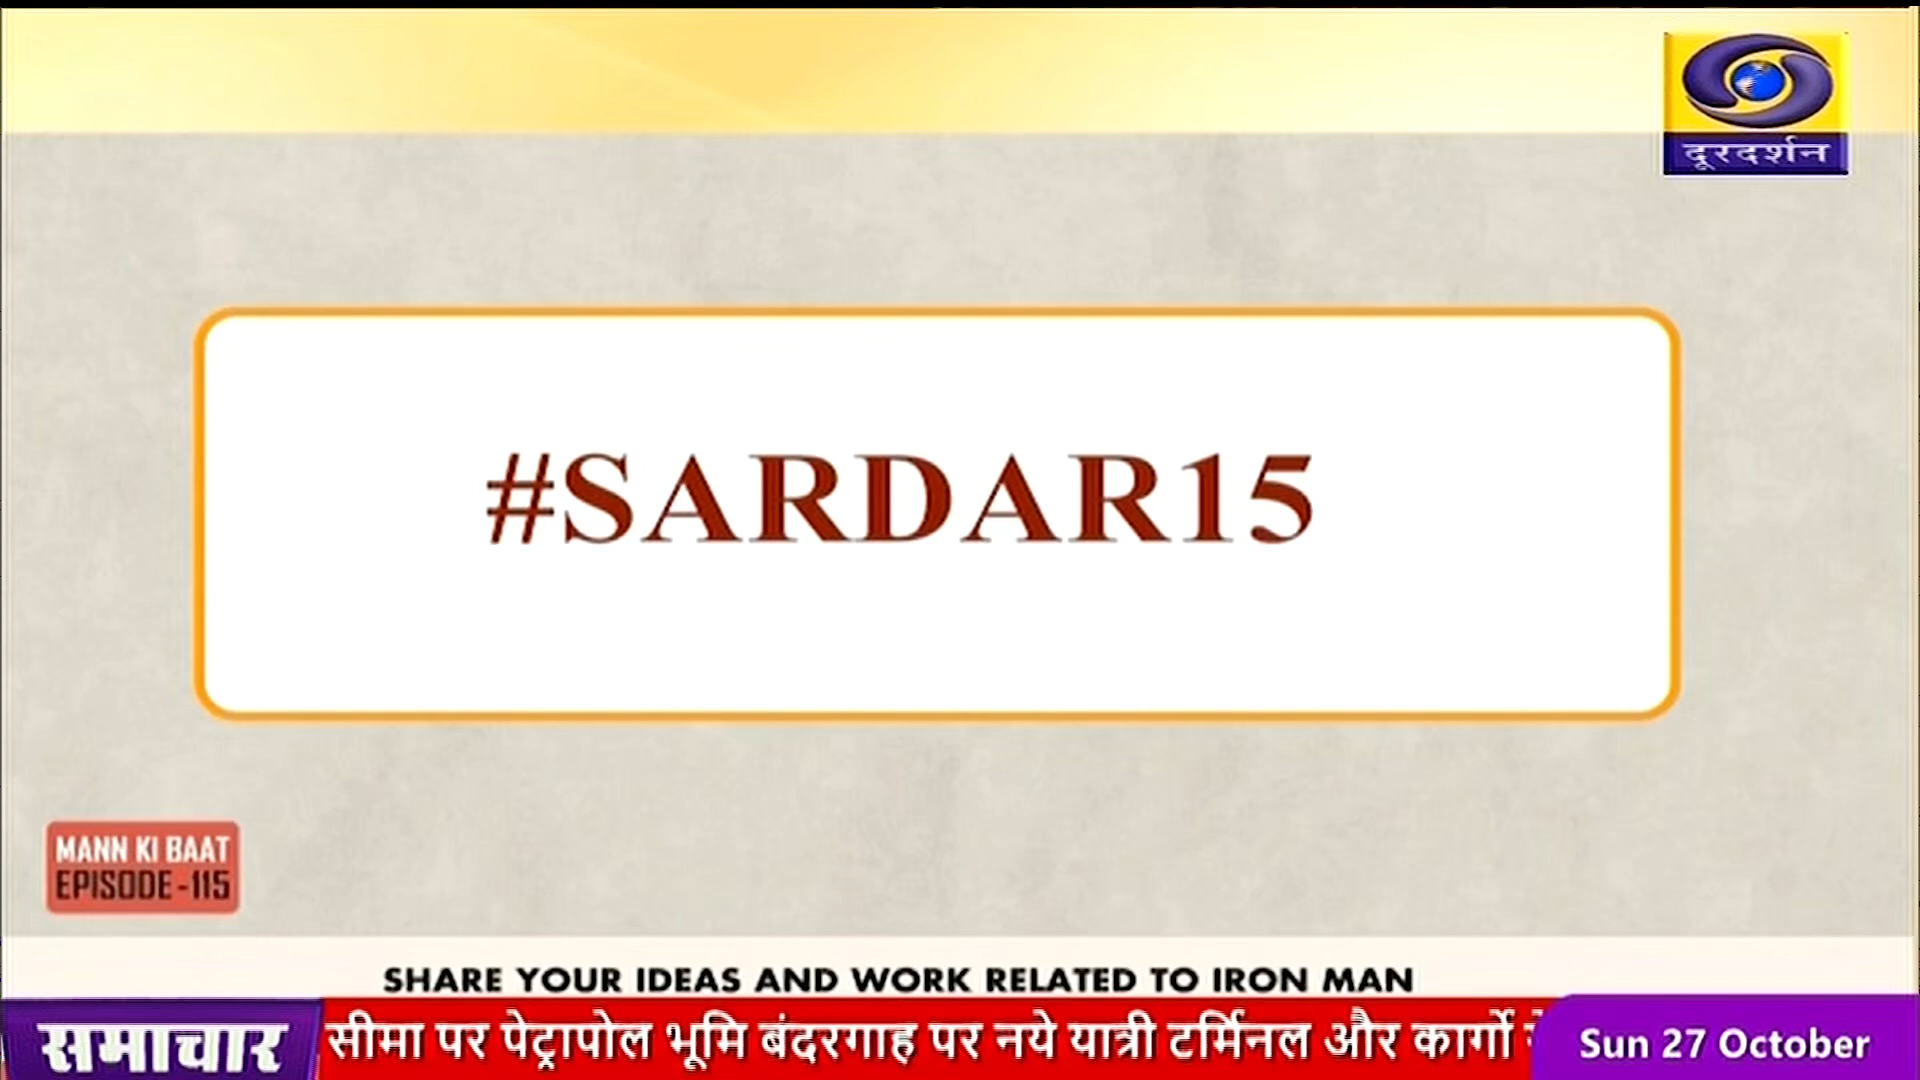 दूरदर्शन
#SARDAR15
MANN KI BAAT
EPISODE-115
SHARE YOUR IDEAS AND WORK RELATED TO IRON MAN
समाचार
सीमा पर पेट्रापोल भूमि बंदरगाह पर नये यात्री टर्मिनल और कार्गो
Sun 27 October